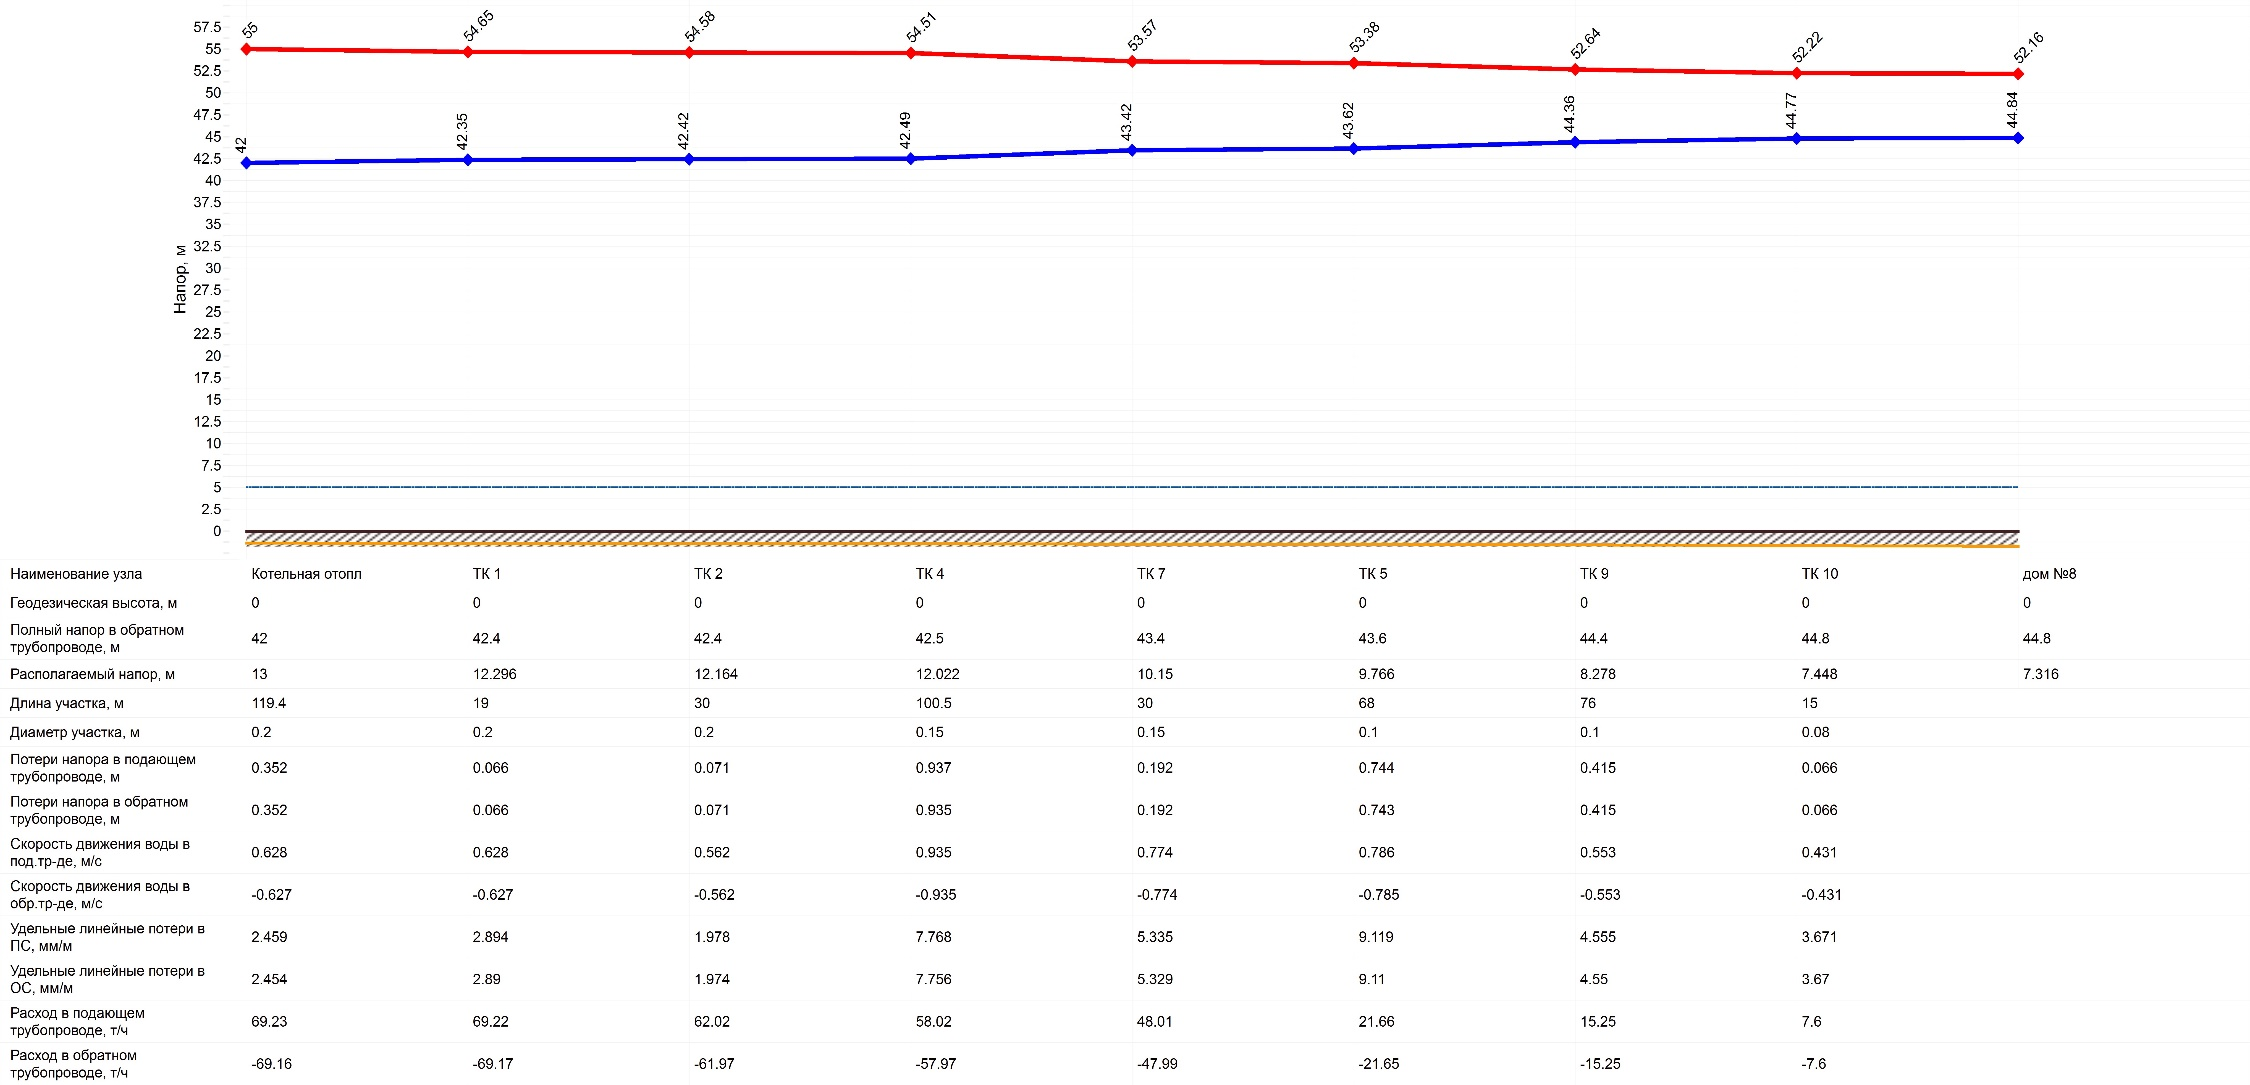 57.5
55
52.5
50
47.5
45
42.5
40
37.5
35
32.5
30
27.5
25
22.5
20
17.5
15
12.5
10
7.5
5
2.5
0
Напор, м
55 54.65 54.58 54.51 53.57 53.38 52.64 52.22 52.16
42 42.35 42.42 42.49 43.42 43.62 44.36 44.77 44.84
Наименование узла Котельная отопл ТК 1 ТК 2 ТК 4 ТК 7 ТК 5 ТК 9 ТК 10 дом №8
Геодезическая высота, м 0 0 0 0 0 0 0 0 0
Полный напор в обратном
трубопроводе, м 42 42.4 42.4 42.5 43.4 43.6 44.4 44.8 44.8
Располагаемый напор, м 13 12.296 12.164 12.022 10.15 9.766 8.278 7.448 7.316
Длина участка, м 119.4 19 30 100.5 30 68 76 15
Диаметр участка, м 0.2 0.2 0.2 0.15 0.15 0.1 0.1 0.08
Потери напора в подающем
трубопроводе, м 0.352 0.066 0.071 0.937 0.192 0.744 0.415 0.066
Потери напора в обратном
трубопроводе, м 0.352 0.066 0.071 0.935 0.192 0.743 0.415 0.066
Скорость движения воды в
под.тр-де, м/с 0.628 0.628 0.562 0.935 0.774 0.786 0.553 0.431
Скорость движения воды в
обр.тр-де, м/с -0.627 -0.627 -0.562 -0.935 -0.774 -0.785 -0.553 -0.431
Удельные линейные потери в
ПС, мм/м 2.459 2.894 1.978 7.768 5.335 9.119 4.555 3.671
Удельные линейные потери в
ОС, мм/м 2.454 2.89 1.974 7.756 5.329 9.11 4.55 3.67
Расход в подающем
трубопроводе, т/ч 69.23 69.22 62.02 58.02 48.01 21.66 15.25 7.6
Расход в обратном
трубопроводе, т/ч -69.16 -69.17 -61.97 -57.97 -47.99 -21.65 -15.25 -7.6